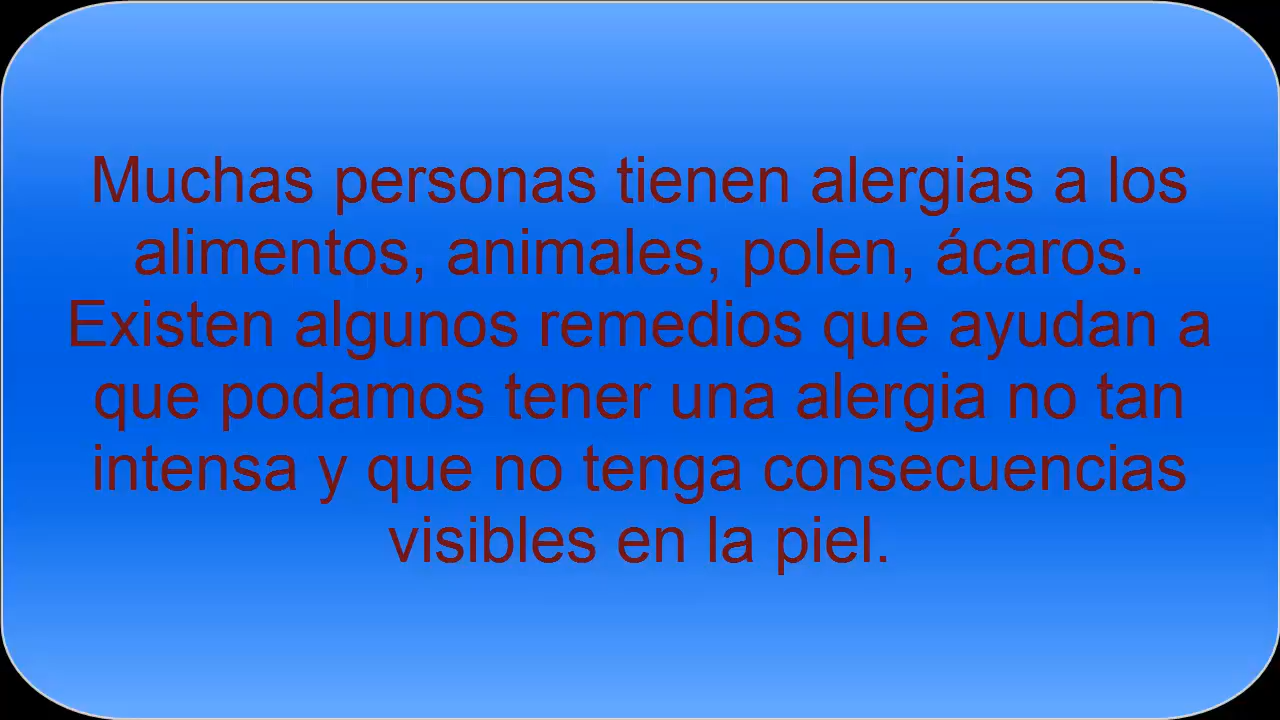 Muchas personas tienen alergias a los
alimentos, animales, polen, ácaros.
Existen algunos remedios que ayudan a
que podamos tener una alergia no tan
intensa y que no tenga consecuencias
visibles en la piel.